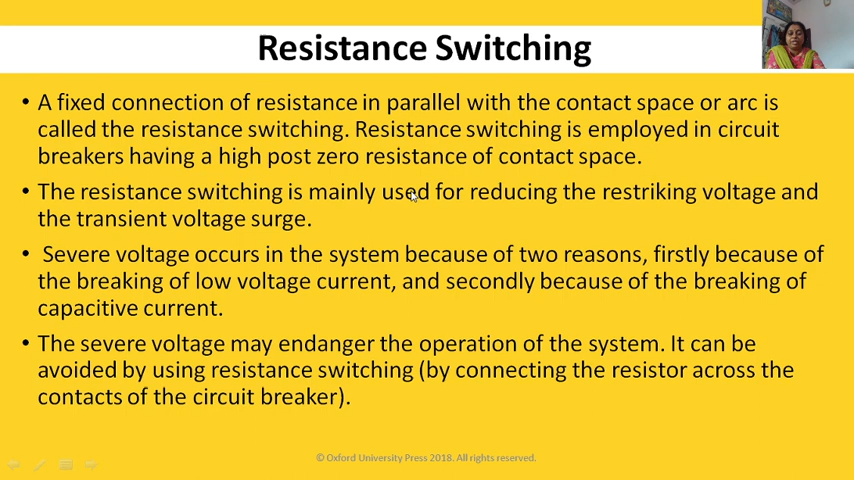 Resistance Switching
• A fixed connection of resistance in parallel with the contact space or arc is
called the resistance switching. Resistance switching is employed in circuit
breakers having a high post zero resistance of contact space.
• The resistance switching is mainly used for reducing the restriking voltage and
the transient voltage surge.
• Severe voltage occurs in the system because of two reasons, firstly because of
the breaking of low voltage current, and secondly because of the breaking of
capacitive current.
• The severe voltage may endanger the operation of the system. It can be
avoided by using resistance switching (by connecting the resistor across the
contacts of the circuit breaker).
© Oxford University Press 2018. All rights reserved.